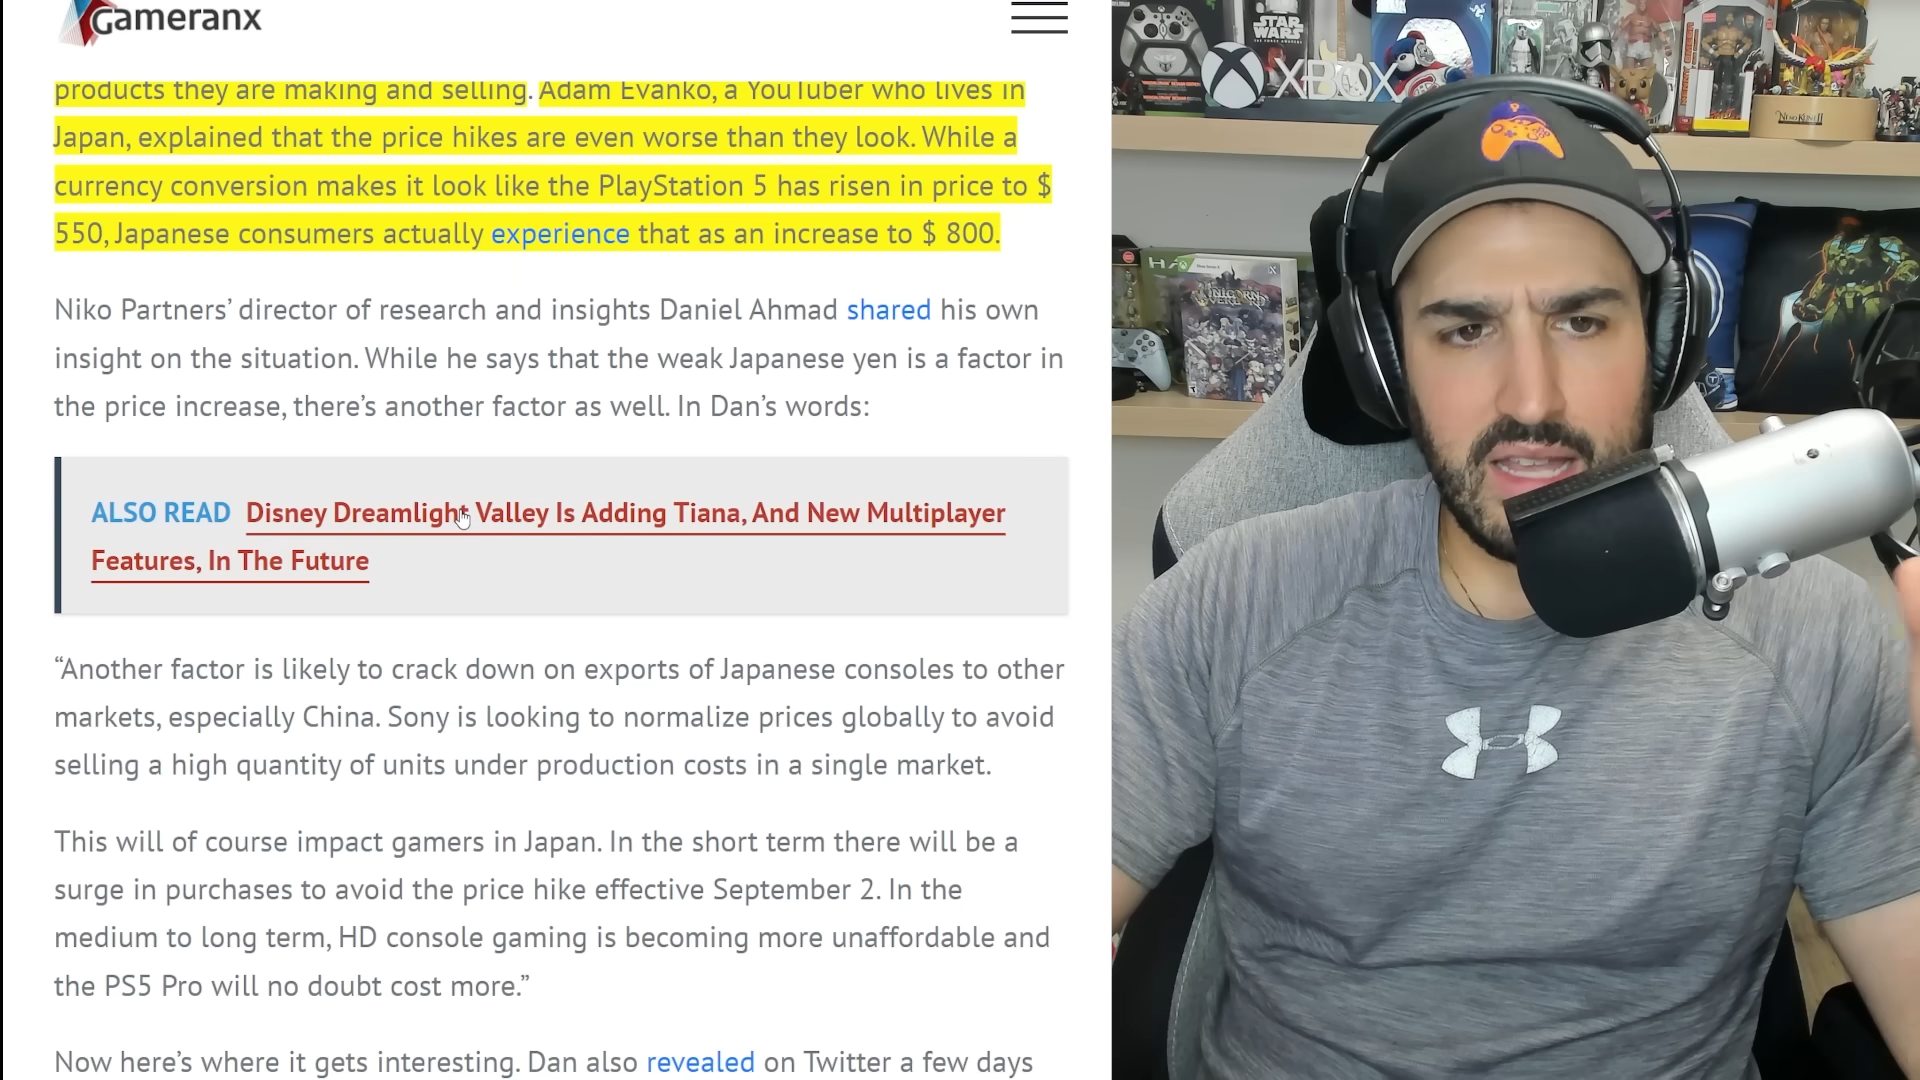 Gameranx
products they are making and selling. Adam Evanko, a YouTuber who lives in
Japan, explained that the price hikes are even worse than they look. While a
currency conversion makes it look like the PlayStation 5 has risen in price to $
550, Japanese consumers actually experience that as an increase to $ 800.
Niko Partners’ director of research and insights Daniel Ahmad shared his own
insight on the situation. While he says that the weak Japanese yen is a factor in
the price increase, there’s another factor as well. In Dan’s words:
ALSO READ Disney Dreamlight Valley Is Adding Tiana, And New Multiplayer
Features, In The Future
“Another factor is likely to crack down on exports of Japanese consoles to other
markets, especially China. Sony is looking to normalize prices globally to avoid
selling a high quantity of units under production costs in a single market.
This will of course impact gamers in Japan. In the short term there will be a
surge in purchases to avoid the price hike effective September 2. In the
medium to long term, HD console gaming is becoming more unaffordable and
the PS5 Pro will no doubt cost more.”
Now here’s where it gets interesting. Dan also revealed on Twitter a few days
STAR
WARS
XBOX
UNICORN
OVERLORD